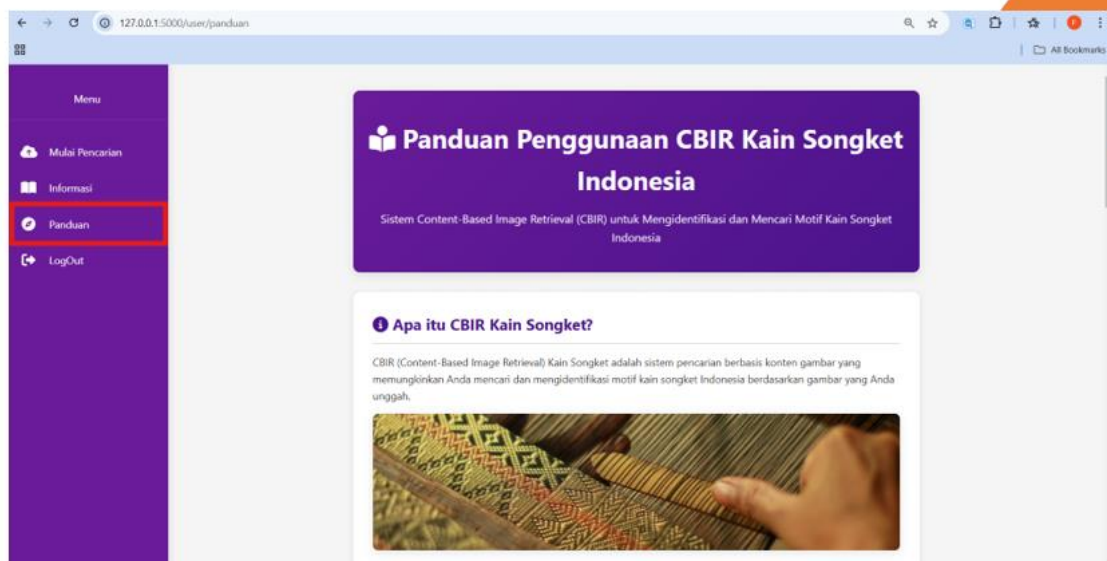 127.0.0.1:5000/user/panduan
All Bookmarks
Menu
Mulai Pencarian
Informasi
Panduan
LogOut
Panduan Penggunaan CBIR Kain Songket
Indonesia
Sistem Content-Based Image Retrieval (CBIR) untuk Mengidentifikasi dan Mencari Motif Kain Songket
Indonesia
Apa itu CBIR Kain Songket?
CBIR (Content-Based Image Retrieval) Kain Songket adalah sistem pencarian berbasis konten gambar yang
memungkinkan Anda mencari dan mengidentifikasi motif kain songket Indonesia berdasarkan gambar yang Anda
unggah.